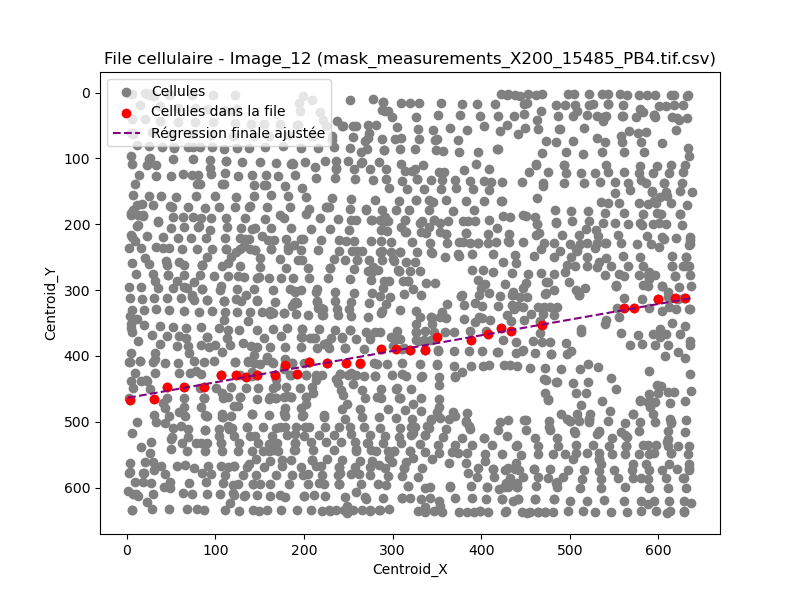 File cellulaire - Image_12 (mask_measurements_X200_15485_PB4.tif.csv)
Cellules
Cellules dans la file
Régression finale ajustée
0
100
200
300
400
500
600
Centroid_Y
0 100 200 300 400 500 600
Centroid_X